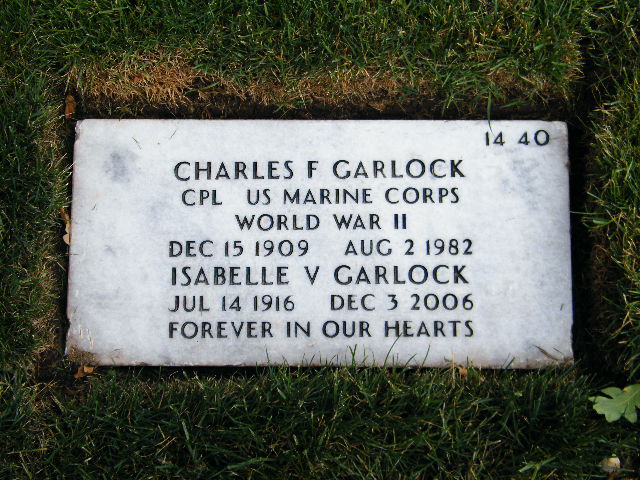 14 40
CHARLES F GARLOCK
CPL US MARINE CORPS
WORLD WAR II
DEC 15 1909 AUG 2 1982
ISABELLE V GARLOCK
JUL 14 1916 DEC 3 2006
FOREVER IN OUR HEARTS